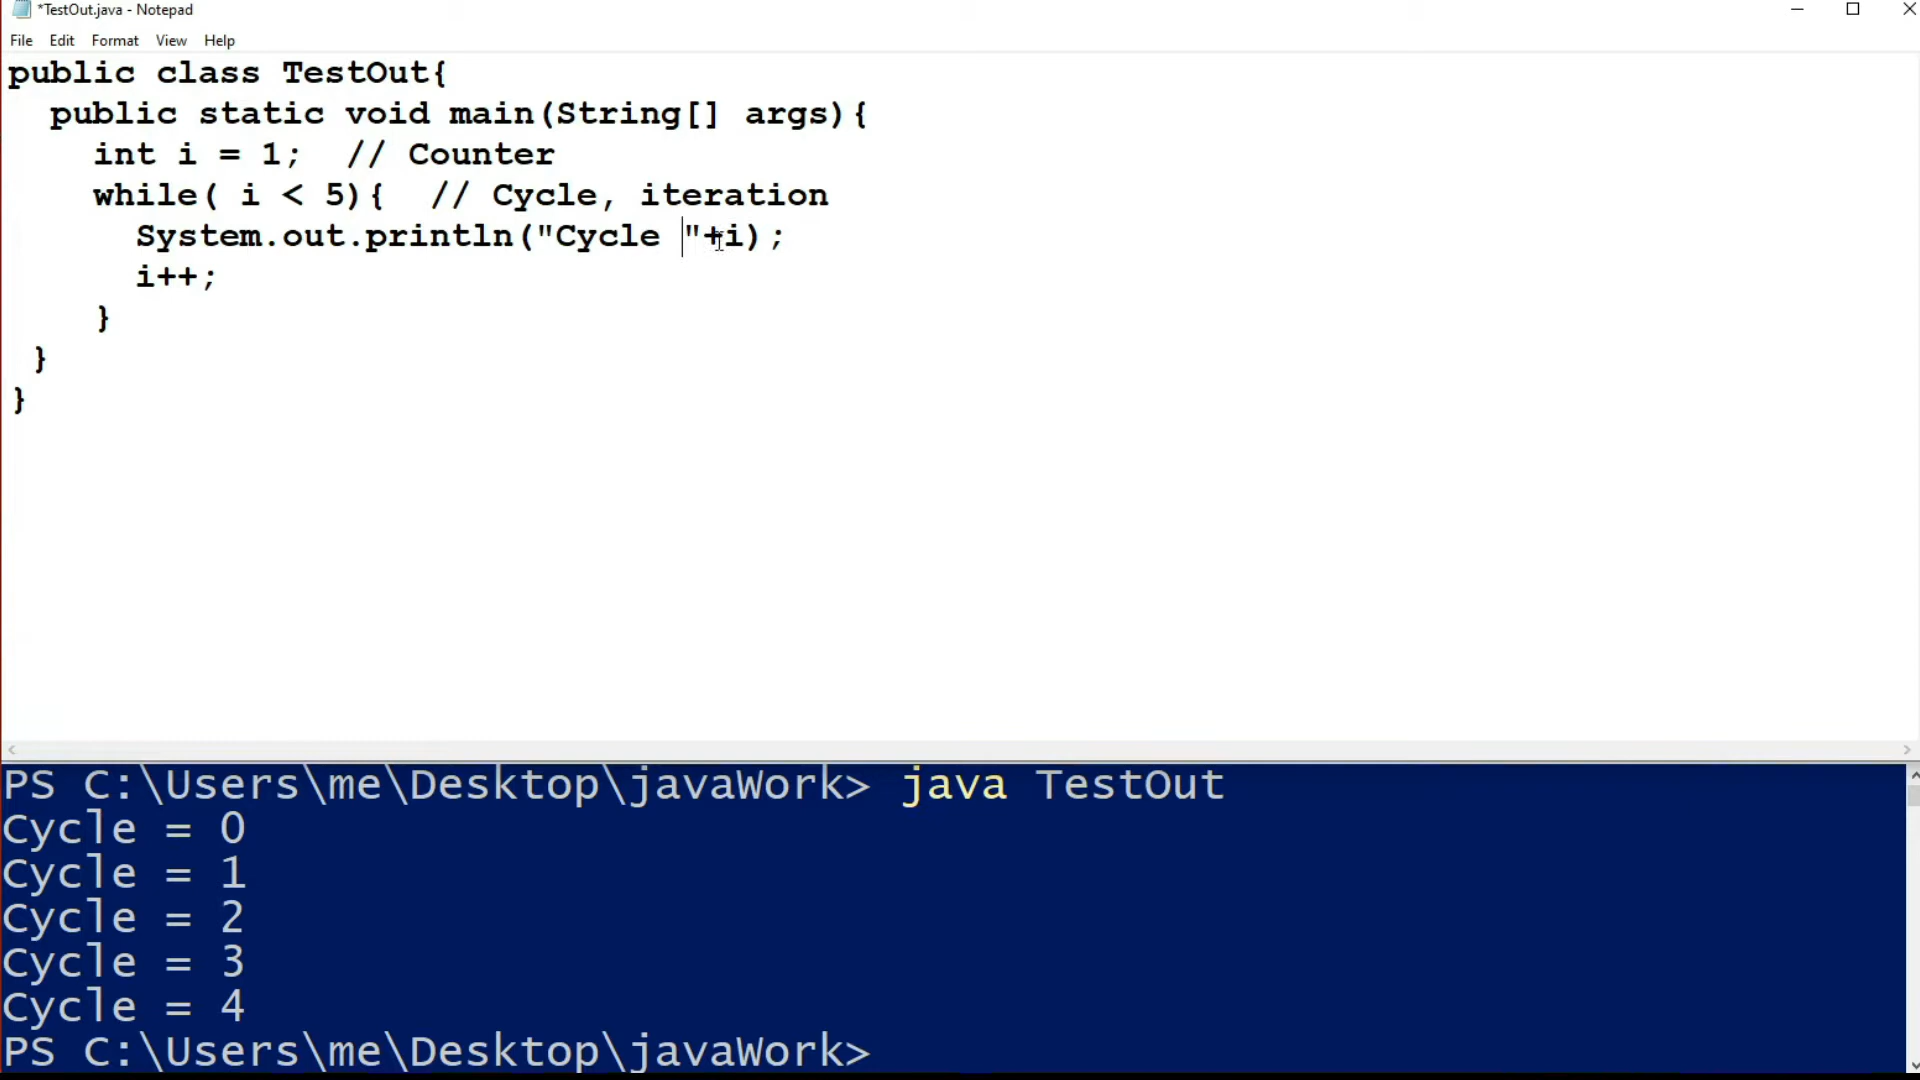 *TestOut.java - Notepad
File Edit Format View Help
public class TestOut{
public static void main(String[] args){
int i = 1; // Counter
while( i < 5){ // Cycle, iteration
System.out.println("Cycle "+i);
i++;
}
}
}
PS C:\Users\me\Desktop\javaWork> java TestOut
Cycle = 0
Cycle = 1
Cycle = 2
Cycle = 3
Cycle = 4
PS C:\Users\me\Desktop\javaWork>